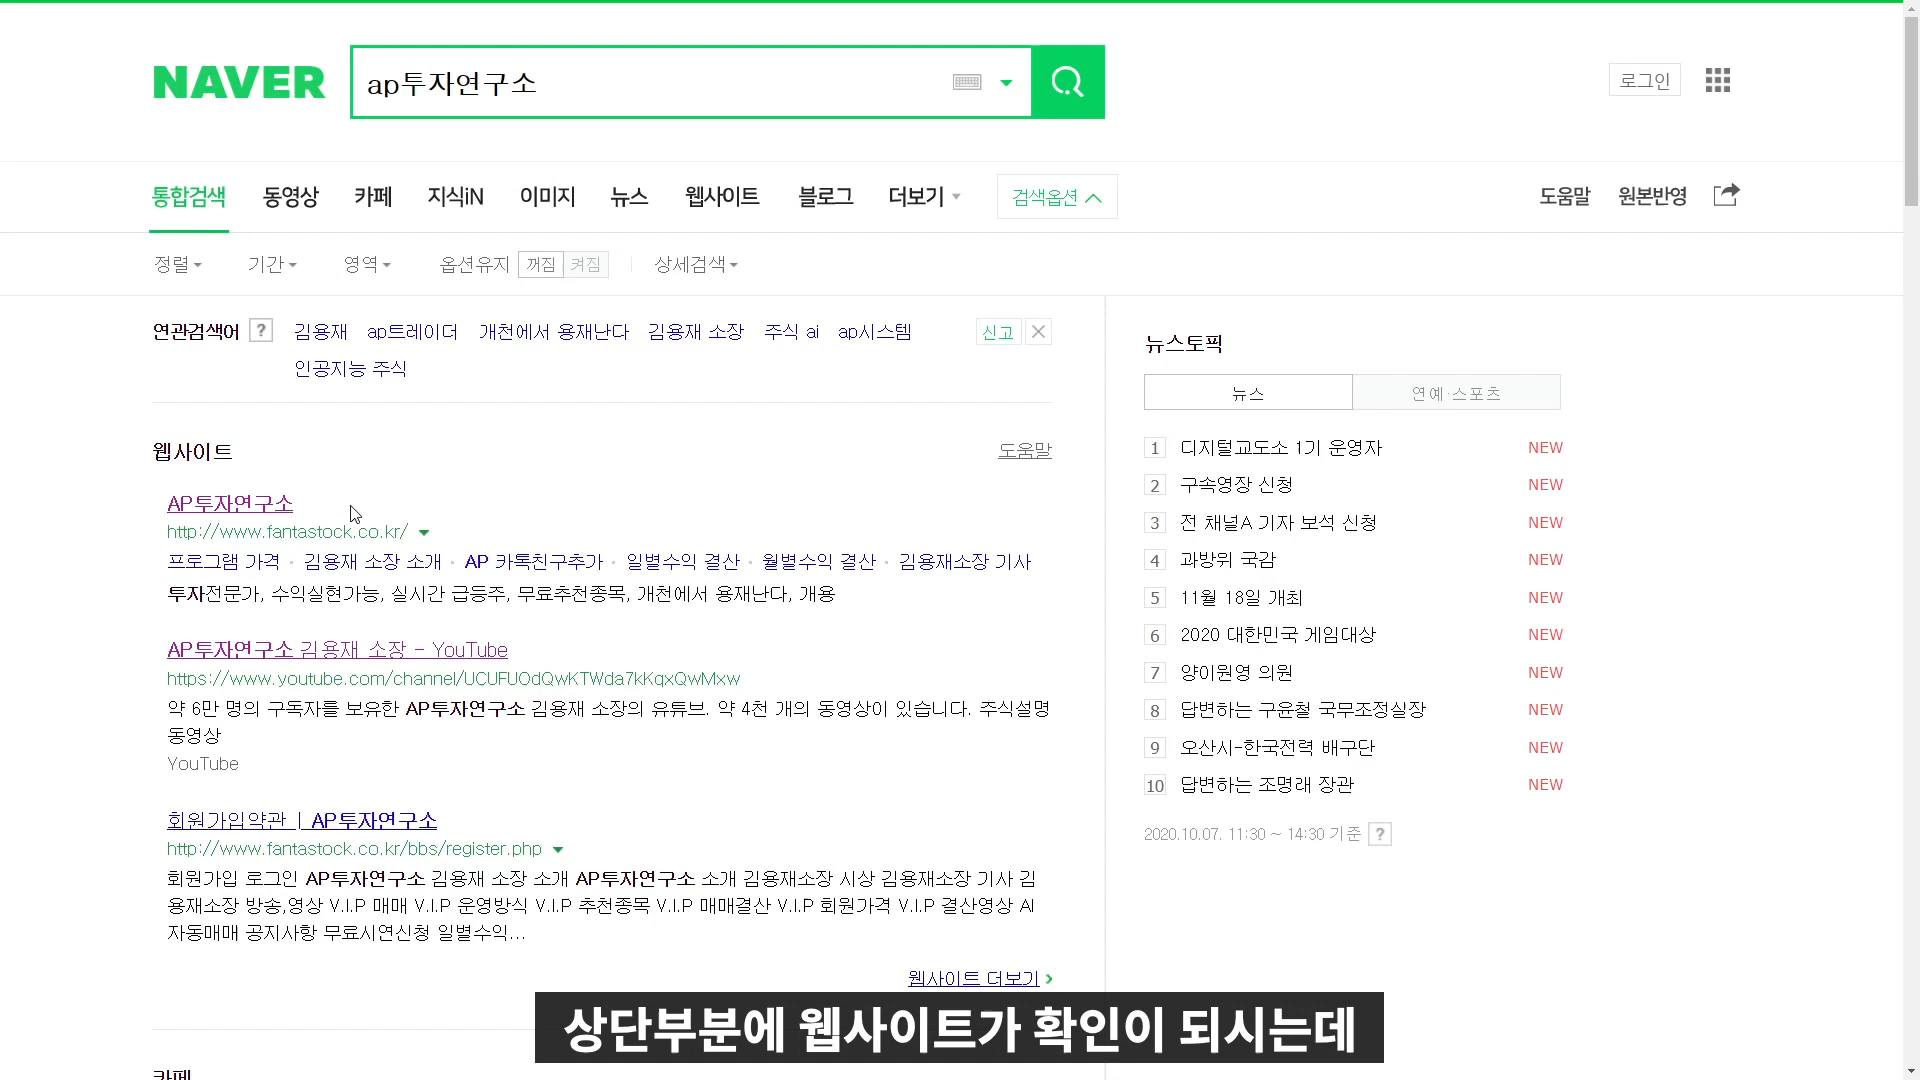 NAVER
ap투자연구소
로그인
통합검색 동영상 카페 지식iN 이미지 뉴스 웹사이트 블로그 더보기 검색옵션 도움말 원본반영
정렬 기간 영역 옵션유지 꺼짐 켜짐 상세검색
연관검색어 ? 김용재 ap트레이더 개천에서 용재난다 김용재 소장 주식 ai ap시스템 신고
인공지능 주식
웹사이트 도움말
AP투자연구소
http://www.fantastock.co.kr/
프로그램 가격 · 김용재 소장 소개 · AP 카톡친구추가 · 일별수익 결산 · 월별수익 결산 · 김용재소장 기사
투자전문가, 수익실현가능, 실시간 급등주, 무료추천종목, 개천에서 용재난다, 개용
AP투자연구소 김용재 소장 - YouTube
https://www.youtube.com/channel/UCUFUOdQwKTWda7kKqxQwMxw
약 6만 명의 구독자를 보유한 AP투자연구소 김용재 소장의 유튜브. 약 4천 개의 동영상이 있습니다. 주식설명
동영상
YouTube
회원가입약관 | AP투자연구소
http://www.fantastock.co.kr/bbs/register.php
회원가입 로그인 AP투자연구소 김용재 소장 소개 AP투자연구소 소개 김용재소장 시상 김용재소장 기사 김
용재소장 방송,영상 V.I.P 매매 V.I.P 운영방식 V.I.P 추천종목 V.I.P 매매결산 V.I.P 회원가격 V.I.P 결산영상 AI
자동매매 공지사항 무료시연신청 일별수익...
웹사이트 더보기
카페
뉴스토픽
뉴스 연예·스포츠
1 디지털교도소 1기 운영자 NEW
2 구속영장 신청 NEW
3 전 채널A 기자 보석 신청 NEW
4 과방위 국감 NEW
5 11월 18일 개최 NEW
6 2020 대한민국 게임대상 NEW
7 양이원영 의원 NEW
8 답변하는 구윤철 국무조정실장 NEW
9 오산시-한국전력 배구단 NEW
10 답변하는 조명래 장관 NEW
2020.10.07. 11:30 ~ 14:30 기준 ?
상단부분에 웹사이트가 확인이 되시는데